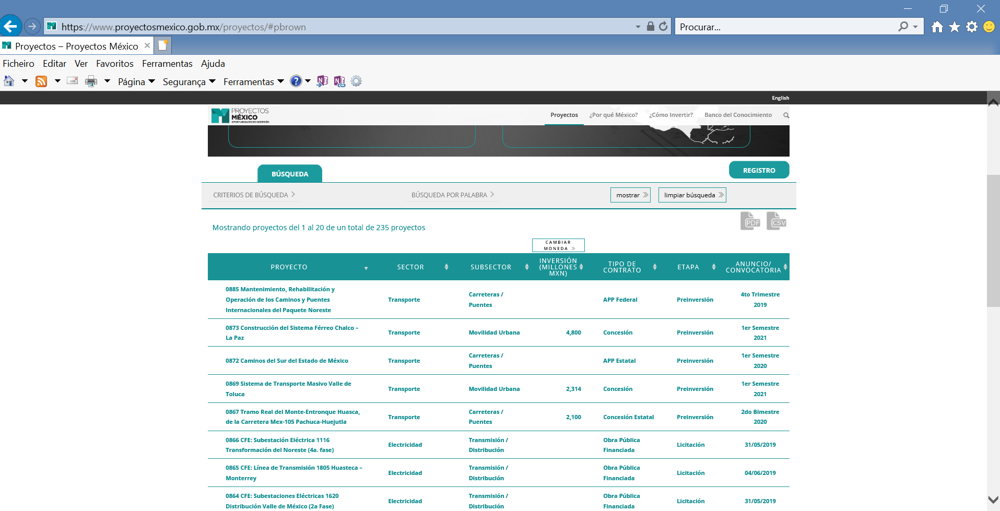 https://www.proyectosmexico.gob.mx/proyectos/#pbrown
Procurar...
Proyectos – Proyectos México
Ficheiro Editar Ver Favoritos Ferramentas Ajuda
Página Segurança Ferramentas
English
PROYECTOS
MÉXICO
OPORTUNIDADES DE INVERSIÓN
Proyectos ¿Por qué México? ¿Cómo Invertir? Banco del Conocimiento
BÚSQUEDA
REGISTRO
CRITERIOS DE BÚSQUEDA
BÚSQUEDA POR PALABRA
mostrar
limpiar búsqueda
PDF CSV
Mostrando proyectos del 1 al 20 de un total de 235 proyectos
CAMBIAR
MONEDA
PROYECTO
SECTOR
SUBSECTOR
INVERSIÓN
(MILLONES
MXN)
TIPO DE
CONTRATO
ETAPA
ANUNCIO/
CONVOCATORIA
0885 Mantenimiento, Rehabilitación y
Operación de los Caminos y Puentes
Internacionales del Paquete Noreste
Transporte
Carreteras /
Puentes
APP Federal
Preinversión
4to Trimestre
2019
0873 Construcción del Sistema Férreo Chalco –
La Paz
Transporte
Movilidad Urbana
4,800
Concesión
Preinversión
1er Semestre
2021
0872 Caminos del Sur del Estado de México
Transporte
Carreteras /
Puentes
APP Estatal
Preinversión
1er Semestre
2020
0869 Sistema de Transporte Masivo Valle de
Toluca
Transporte
Movilidad Urbana
2,314
Concesión
Preinversión
1er Semestre
2021
0867 Tramo Real del Monte-Entronque Huasca,
de la Carretera Mex-105 Pachuca-Huejutla
Transporte
Carreteras /
Puentes
2,100
Concesión Estatal
Preinversión
2do Bimestre
2020
0866 CFE: Subestación Eléctrica 1116
Transformación del Noreste (4a. fase)
Electricidad
Transmisión /
Distribución
Obra Pública
Financiada
Licitación
31/05/2019
0865 CFE: Línea de Transmisión 1805 Huasteca –
Monterrey
Electricidad
Transmisión /
Distribución
Obra Pública
Financiada
Licitación
04/06/2019
0864 CFE: Subestaciones Eléctricas 1620
Distribución Valle de México (2a Fase)
Electricidad
Transmisión /
Distribución
Obra Pública
Financiada
Licitación
31/05/2019